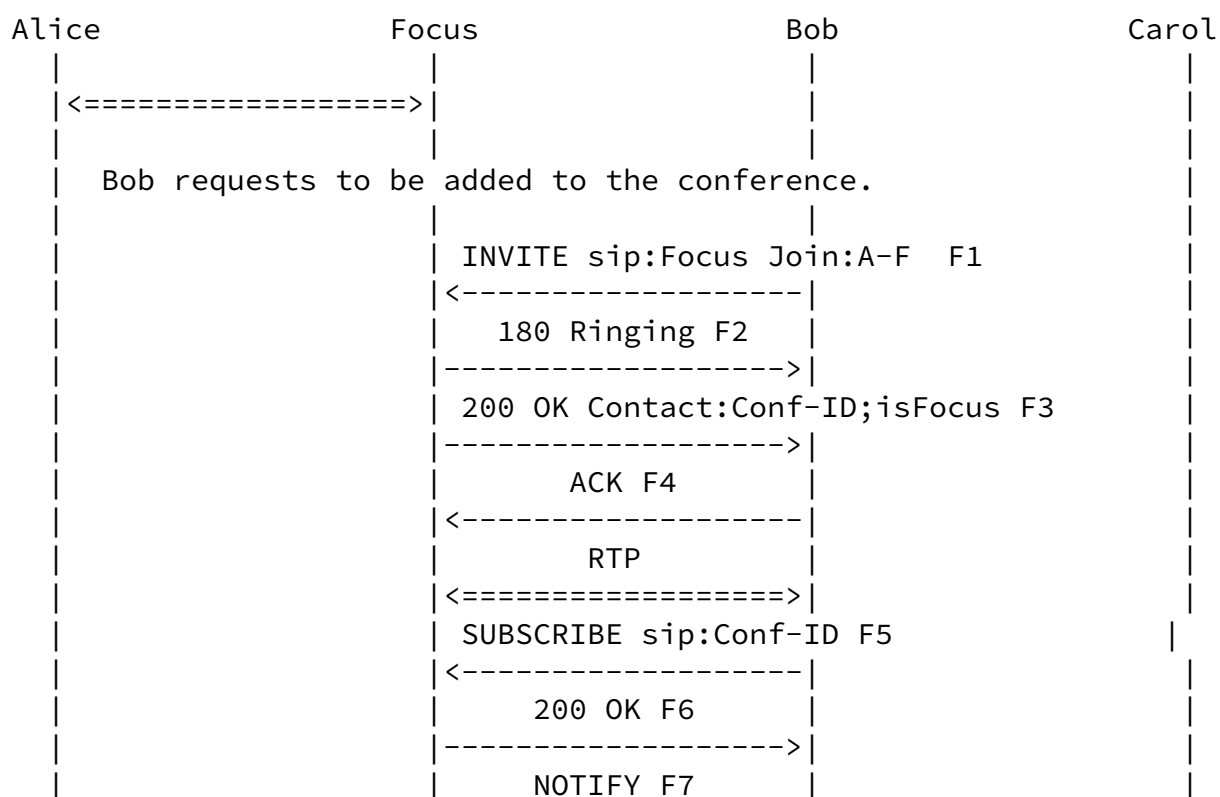 Alice                Focus                 Bob                Carol
  |                    |                    |                    |
  |<==================>|                    |                    |
  |                    |                    |                    |
  |  Bob requests to be added to the conference.                 |
  |                    |                    |                    |
  |                    | INVITE sip:Focus Join:A-F  F1           |
  |                    |<-------------------|                    |
  |                    |   180 Ringing F2   |                    |
  |                    |------------------->|                    |
  |                    | 200 OK Contact:Conf-ID;isFocus F3       |
  |                    |------------------->|                    |
  |                    |       ACK F4       |                    |
  |                    |<-------------------|                    |
  |                    |        RTP         |                    |
  |                    |<==================>|                    |
  |                    | SUBSCRIBE sip:Conf-ID F5               |
  |                    |<-------------------|                    |
  |                    |     200 OK F6      |                    |
  |                    |------------------->|                    |
  |                    |     NOTIFY F7      |                    |